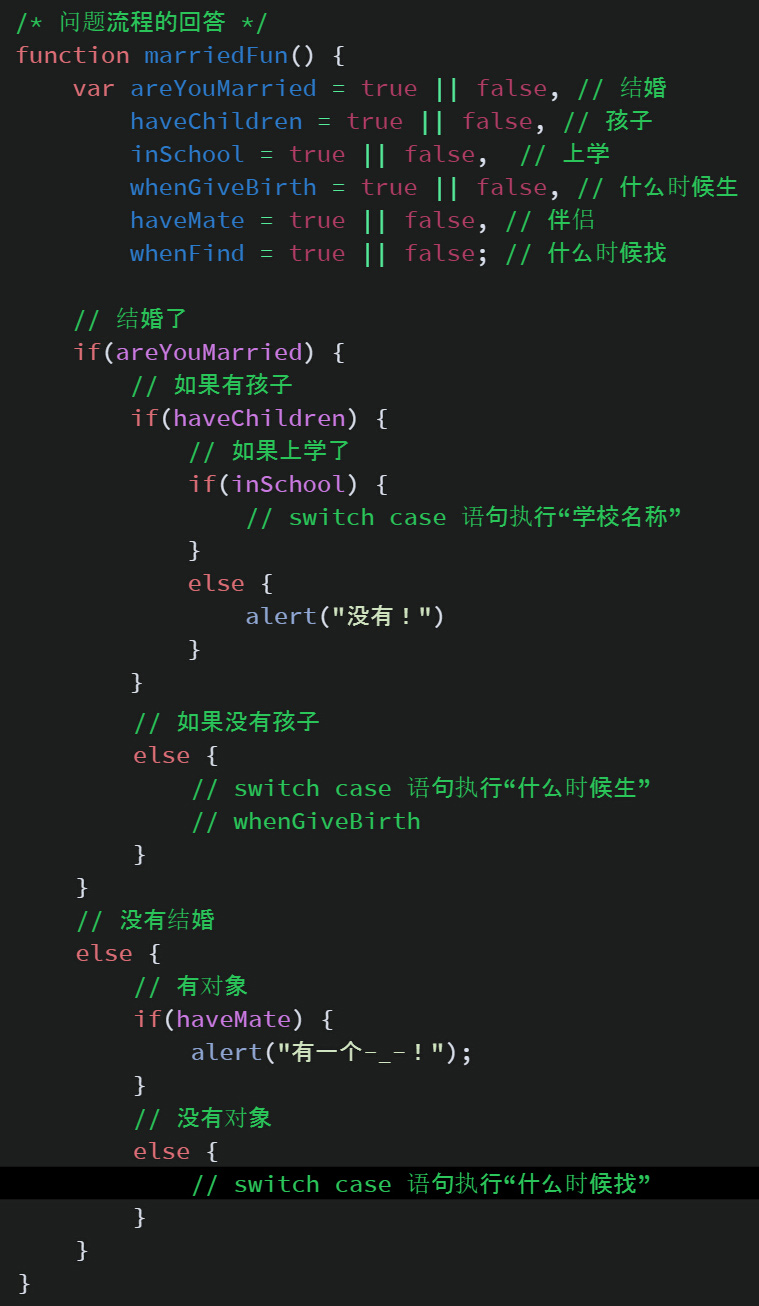 /* 问题流程的回答 */
function marriedFun() {
    var areYouMarried = true || false, // 结婚
        haveChildren = true || false, // 孩子
        inSchool = true || false,  // 上学
        whenGiveBirth = true || false, // 什么时候生
        haveMate = true || false, // 伴侣
        whenFind = true || false; // 什么时候找

    // 结婚了
    if(areYouMarried) {
        // 如果有孩子
        if(haveChildren) {
            // 如果上学了
            if(inSchool) {
                // switch case 语句执行“学校名称”
            }
            else {
                alert("没有！")
            }
        }
        // 如果没有孩子
        else {
            // switch case 语句执行“什么时候生”
            // whenGiveBirth
        }
    }
    // 没有结婚
    else {
        // 有对象
        if(haveMate) {
            alert("有一个-_-！");
        }
        // 没有对象
        else {
            // switch case 语句执行“什么时候找”
        }
    }
}